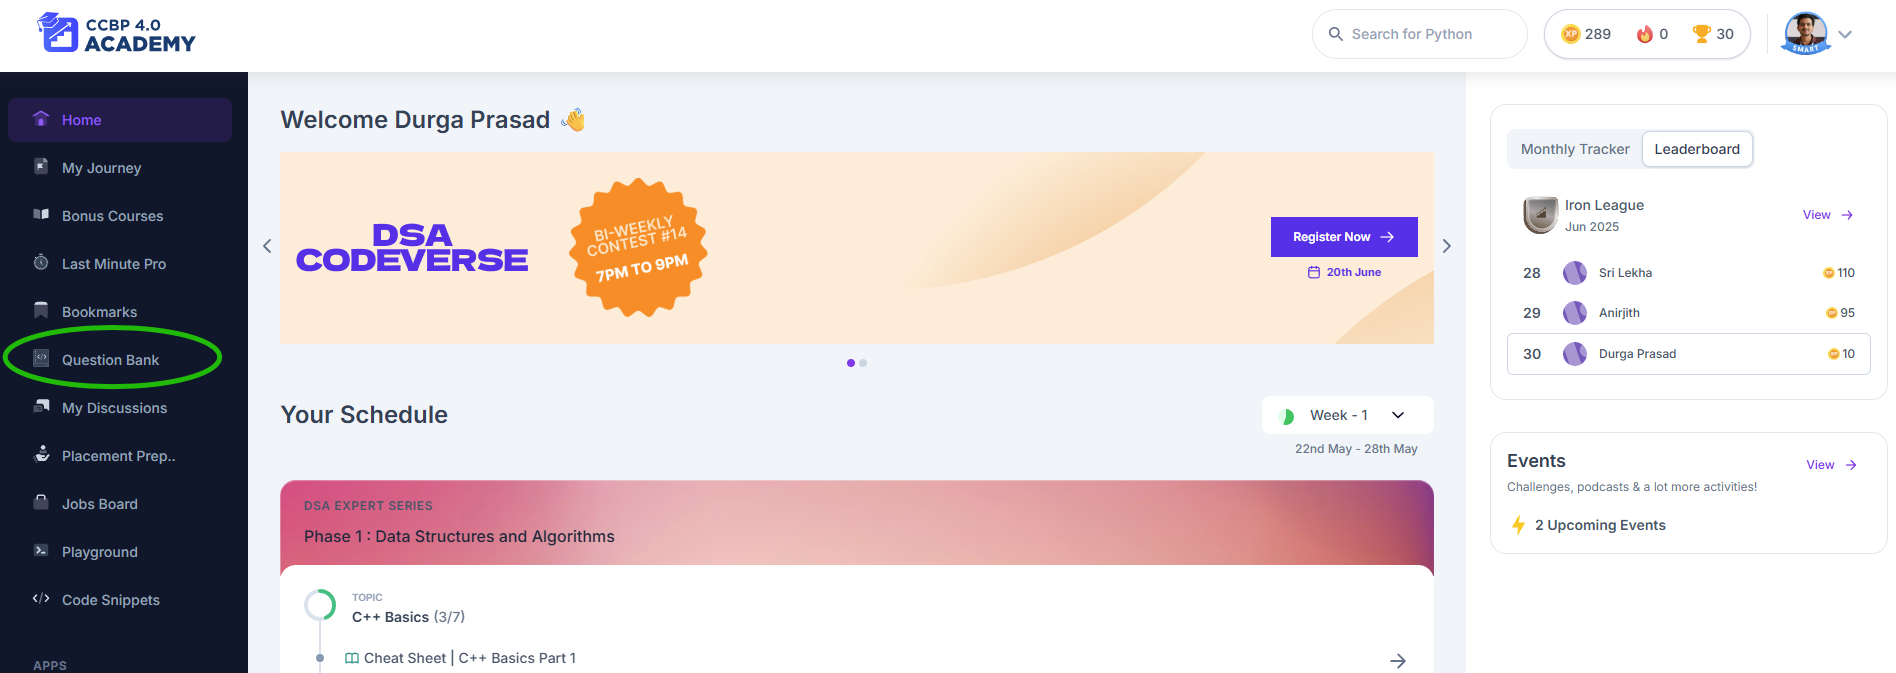 CCBP 4.0
ACADEMY
Search for Python
XP 289 0 30
SMART
Home
My Journey
Bonus Courses
Last Minute Pro
Bookmarks
Question Bank
My Discussions
Placement Prep..
Jobs Board
Playground
Code Snippets
APPS
Welcome Durga Prasad
DSA
CODEVERSE
BI-WEEKLY
CONTEST #14
7PM TO 9PM
Register Now
20th June
Your Schedule
Week - 1
22nd May - 28th May
DSA EXPERT SERIES
Phase 1 : Data Structures and Algorithms
TOPIC
C++ Basics (3/7)
Cheat Sheet | C++ Basics Part 1
Monthly Tracker Leaderboard
Iron League
Jun 2025
View
28 Sri Lekha 110
29 Anirjith 95
30 Durga Prasad 10
Events
View
Challenges, podcasts & a lot more activities!
2 Upcoming Events